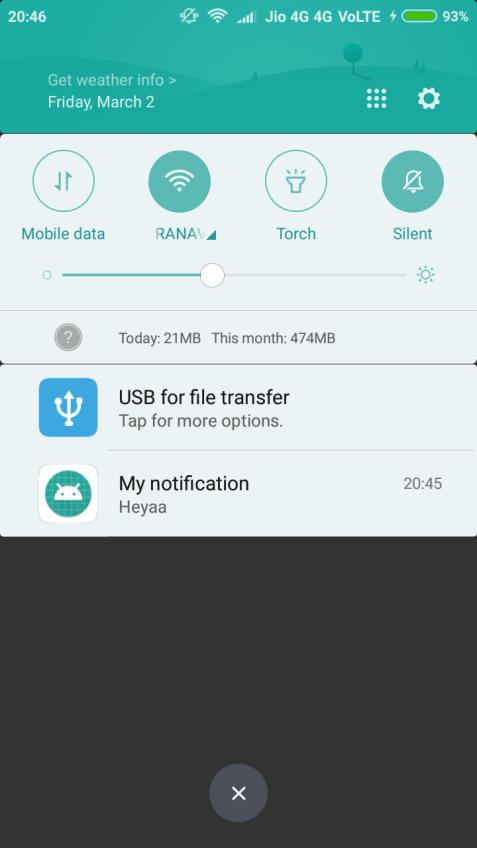 20:46 Jio 4G 4G VoLTE 93%
Get weather info >
Friday, March 2
Mobile data RANAV Torch Silent
? Today: 21MB This month: 474MB
USB for file transfer
Tap for more options.
My notification 20:45
Heyaa